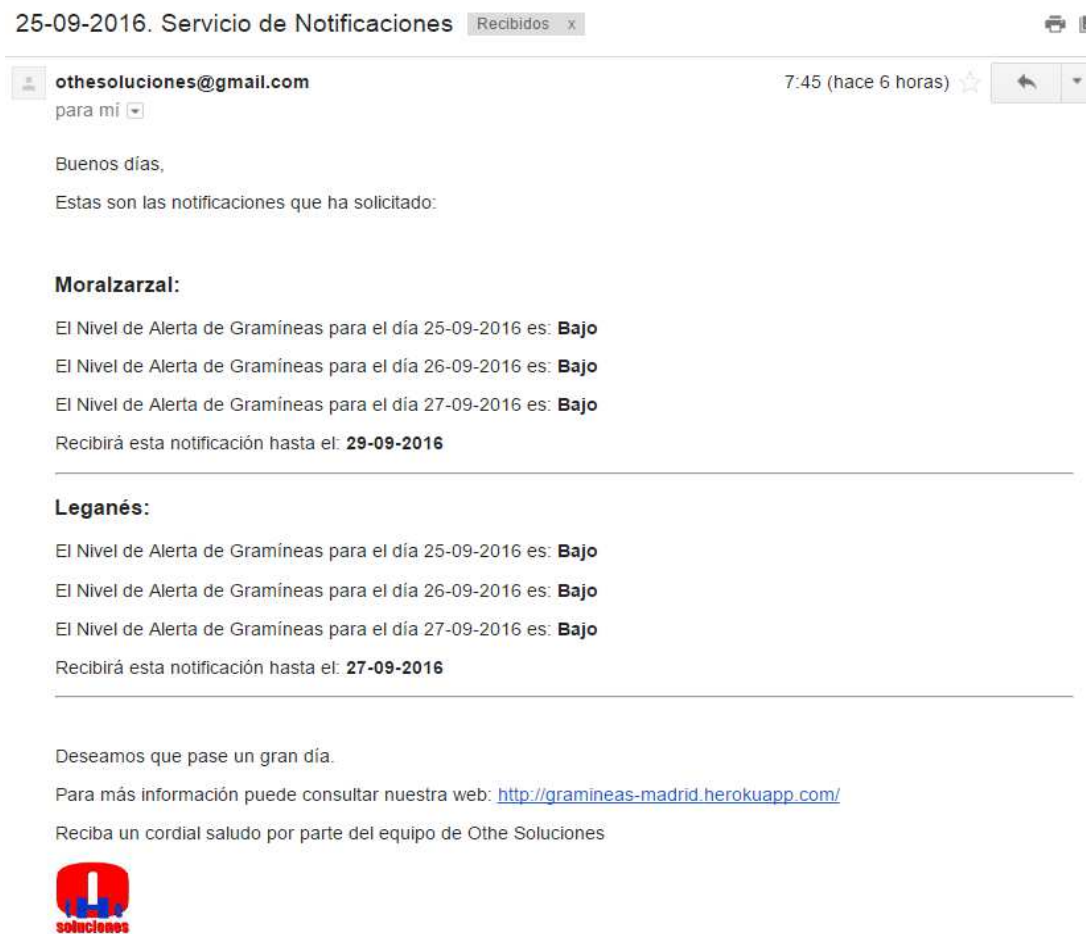 25-09-2016. Servicio de Notificaciones Recibidos x
othesoluciones@gmail.com 7:45 (hace 6 horas)
para mí
Buenos días,
Estas son las notificaciones que ha solicitado:
Moralzarzal:
El Nivel de Alerta de Gramíneas para el día 25-09-2016 es: Bajo
El Nivel de Alerta de Gramíneas para el día 26-09-2016 es: Bajo
El Nivel de Alerta de Gramíneas para el día 27-09-2016 es: Bajo
Recibirá esta notificación hasta el: 29-09-2016
Leganés:
El Nivel de Alerta de Gramíneas para el día 25-09-2016 es: Bajo
El Nivel de Alerta de Gramíneas para el día 26-09-2016 es: Bajo
El Nivel de Alerta de Gramíneas para el día 27-09-2016 es: Bajo
Recibirá esta notificación hasta el: 27-09-2016
Deseamos que pase un gran día.
Para más información puede consultar nuestra web: http://gramineas-madrid.herokuapp.com/
Reciba un cordial saludo por parte del equipo de Othe Soluciones
soluciones